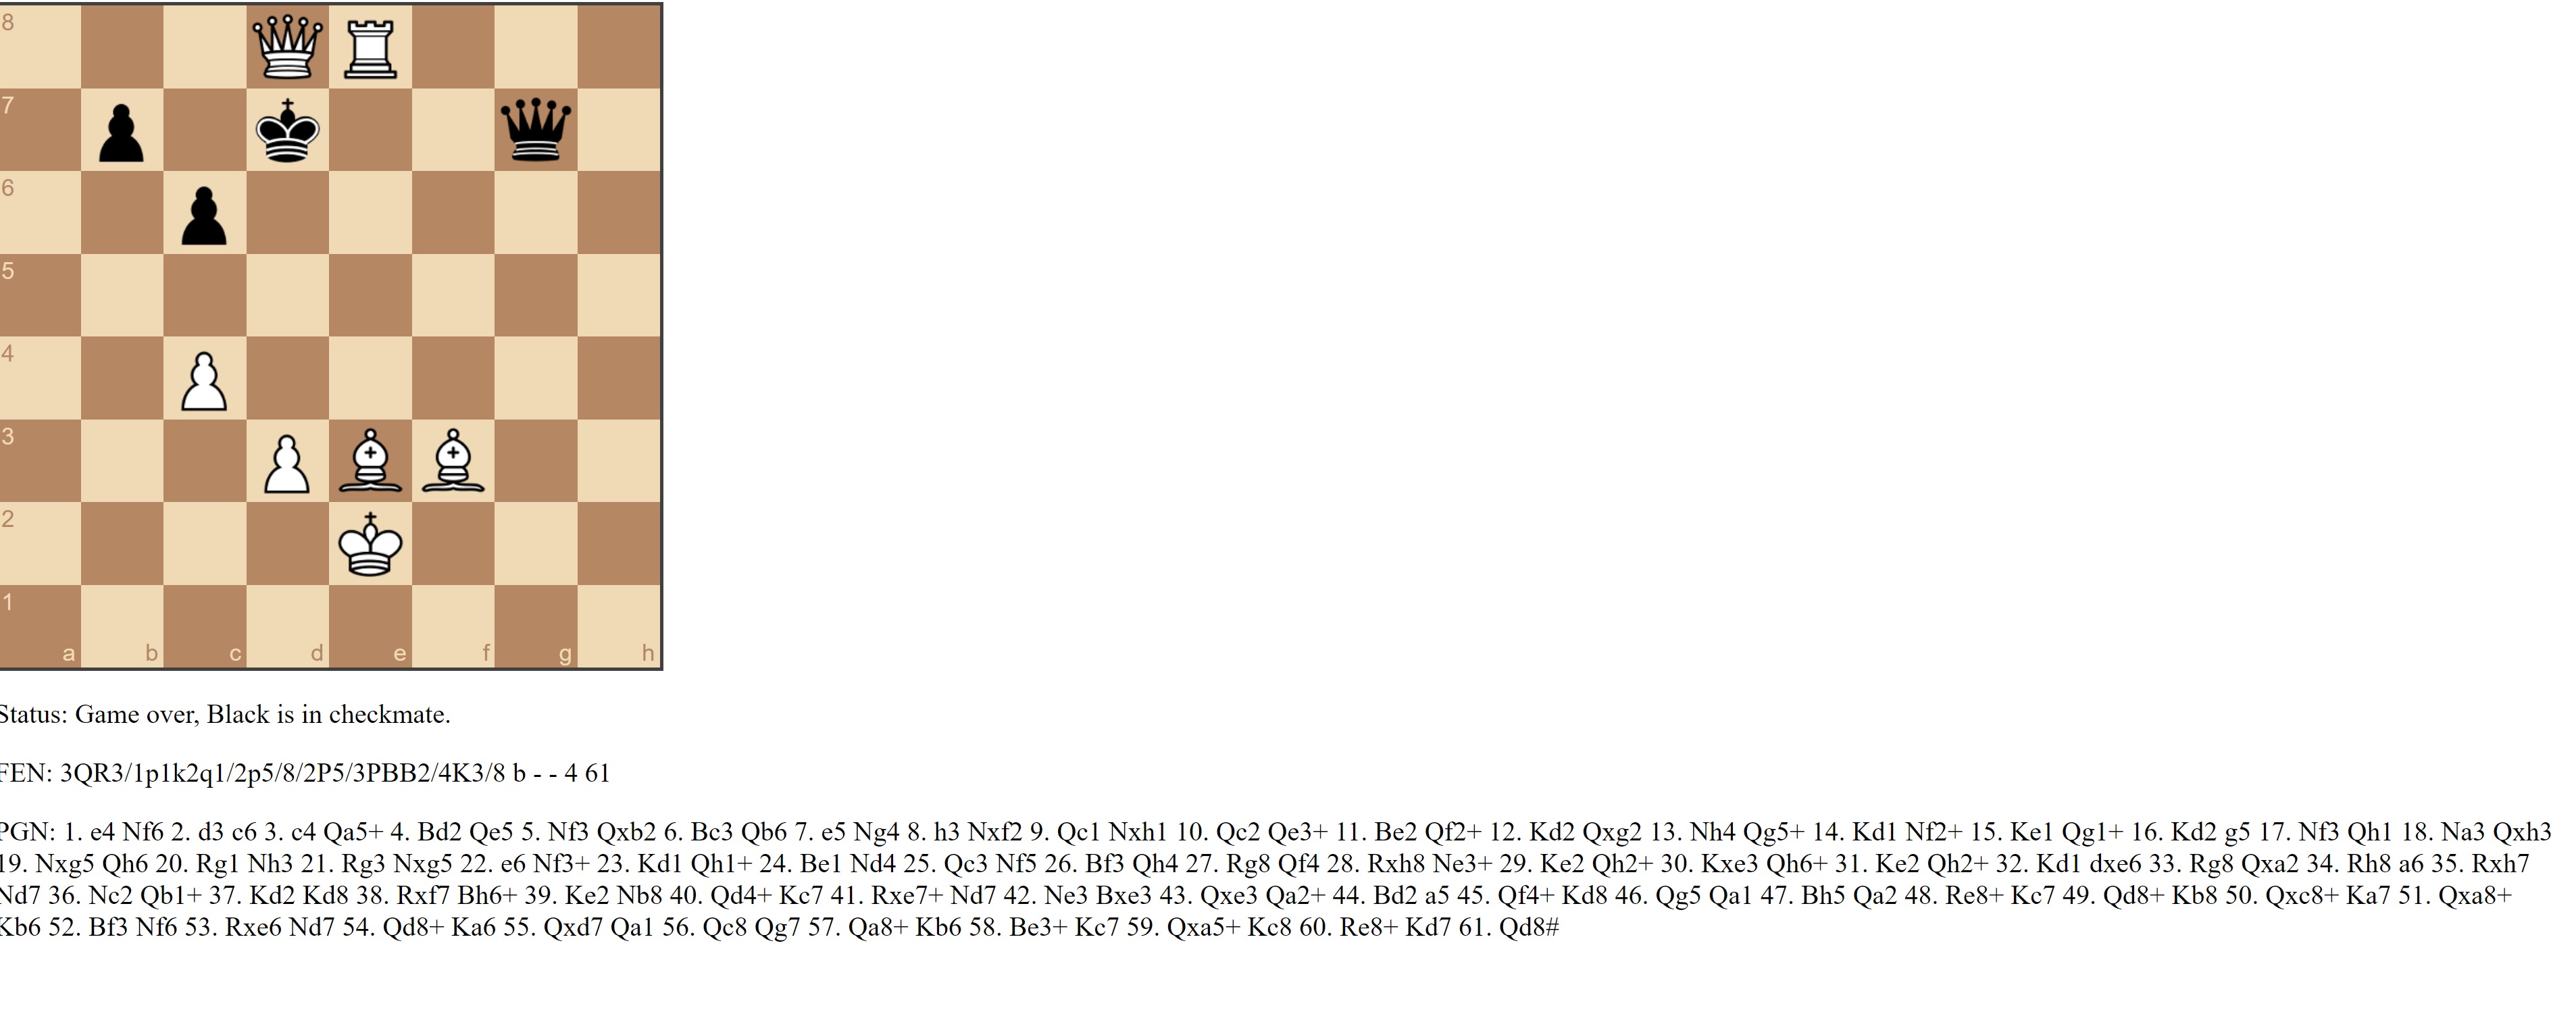 8
7
6
5
4
3
2
1
a b c d e f g h
Status: Game over, Black is in checkmate.
FEN: 3QR3/1p1k2q1/2p5/8/2P5/3PBB2/4K3/8 b - - 4 61
PGN: 1. e4 Nf6 2. d3 c6 3. c4 Qa5+ 4. Bd2 Qe5 5. Nf3 Qxb2 6. Bc3 Qb6 7. e5 Ng4 8. h3 Nxf2 9. Qc1 Nxh1 10. Qc2 Qe3+ 11. Be2 Qf2+ 12. Kd2 Qxg2 13. Nh4 Qg5+ 14. Kd1 Nf2+ 15. Ke1 Qg1+ 16. Kd2 g5 17. Nf3 Qh1 18. Na3 Qxh3
19. Nxg5 Qh6 20. Rg1 Nh3 21. Rg3 Nxg5 22. e6 Nf3+ 23. Kd1 Qh1+ 24. Be1 Nd4 25. Qc3 Nf5 26. Bf3 Qh4 27. Rg8 Qf4 28. Rxh8 Ne3+ 29. Ke2 Qh2+ 30. Kxe3 Qh6+ 31. Ke2 Qh2+ 32. Kd1 dxe6 33. Rg8 Qxa2 34. Rh8 a6 35. Rxh7
Nd7 36. Nc2 Qb1+ 37. Kd2 Kd8 38. Rxf7 Bh6+ 39. Ke2 Nb8 40. Qd4+ Kc7 41. Rxe7+ Nd7 42. Ne3 Bxe3 43. Qxe3 Qa2+ 44. Bd2 a5 45. Qf4+ Kd8 46. Qg5 Qa1 47. Bh5 Qa2 48. Re8+ Kc7 49. Qd8+ Kb8 50. Qxc8+ Ka7 51. Qxa8+
Kb6 52. Bf3 Nf6 53. Rxe6 Nd7 54. Qd8+ Ka6 55. Qxd7 Qa1 56. Qc8 Qg7 57. Qa8+ Kb6 58. Be3+ Kc7 59. Qxa5+ Kc8 60. Re8+ Kd7 61. Qd8#